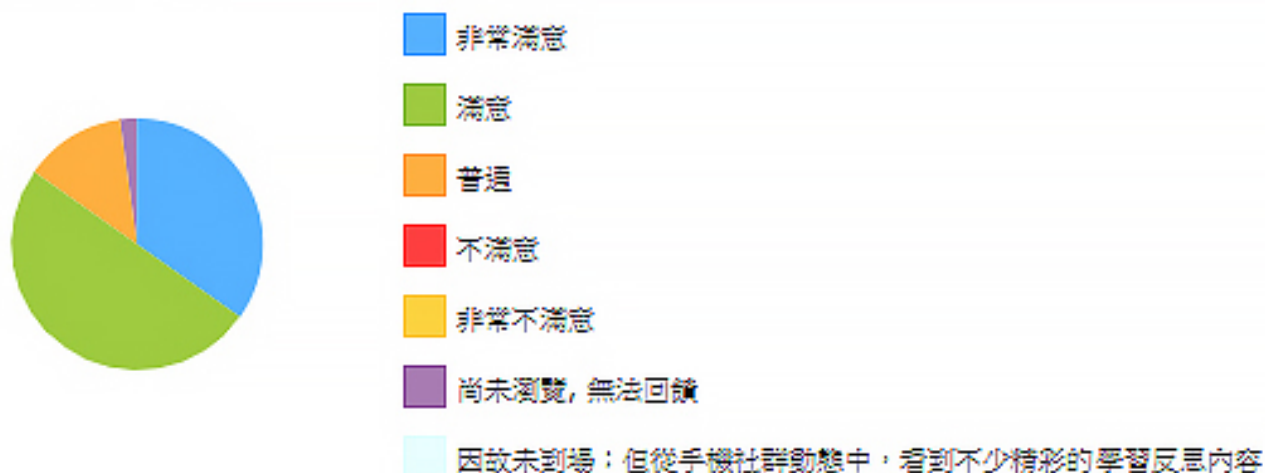 非常滿意
滿意
普通
不滿意
非常不滿意
尚未瀏覽, 無法回饋
因故未到場：但從手機社群動態中，看到不少精彩的學習反思內容